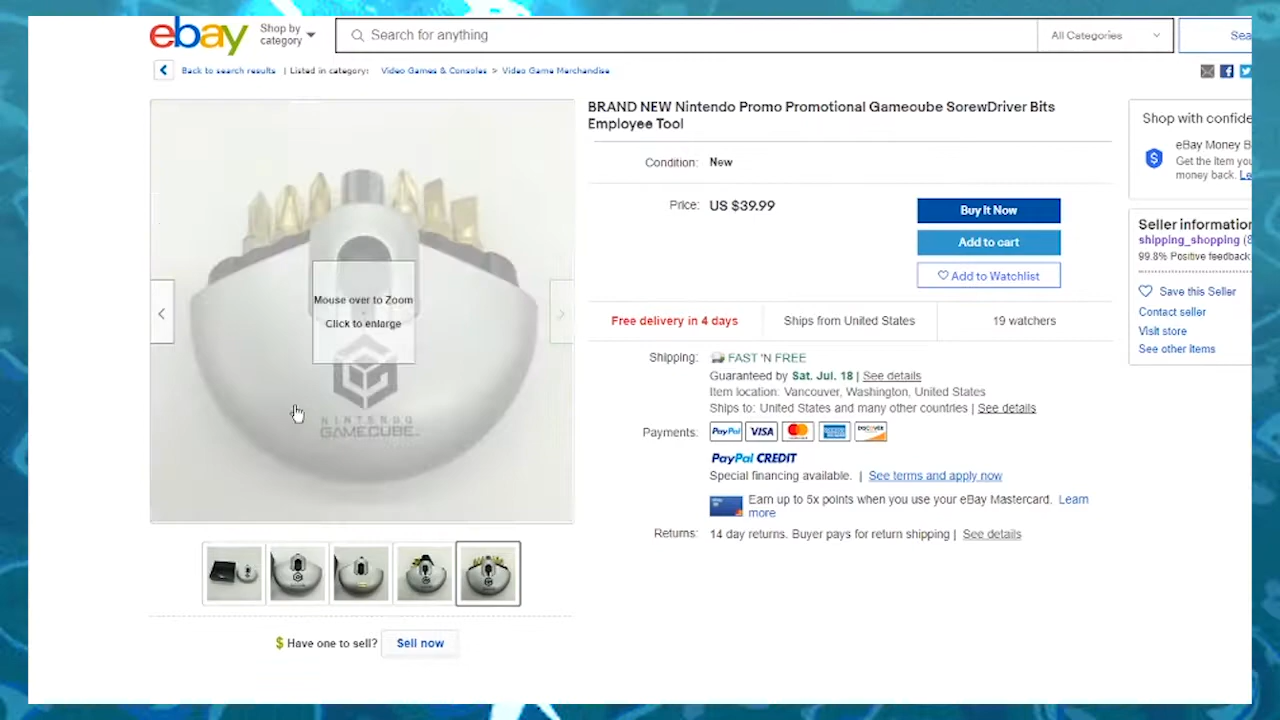 ebay
Shop by
category
Search for anything
All Categories
Back to search results | Listed in category: Video Games & Consoles > Video Game Merchandise
BRAND NEW Nintendo Promo Promotional Gamecube ScrewDriver Bits
Employee Tool
Condition: New
Price: US $39.99
Buy It Now
Add to cart
Add to Watchlist
Free delivery in 4 days
Ships from United States
19 watchers
Shipping: FAST 'N FREE
Guaranteed by Sat. Jul. 18 | See details
Item location: Vancouver, Washington, United States
Ships to: United States and many other countries | See details
Payments: PayPal VISA
PayPal CREDIT
Special financing available. | See terms and apply now
Earn up to 5x points when you use your eBay Mastercard. Learn
more
Returns: 14 day returns. Buyer pays for return shipping | See details
Mouse over to Zoom
Click to enlarge
NINTENDO
GAMECUBE
$ Have one to sell? Sell now
Shop with confide
eBay Money B
Get the Item you
money back.
Seller information
shipping_shopping (8
99.8% Positive feedback
Save this Seller
Contact seller
Visit store
See other items